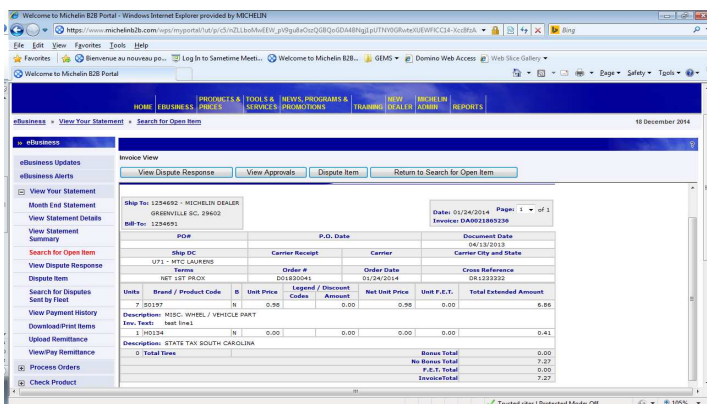 Welcome to Michelin B2B Portal - Windows Internet Explorer provided by MICHELIN
Bing
File Edit View Favorites Tools Help
Favorites Bienvenue au nouveau po... Log In to Sametime Meeti... Welcome to Michelin B2B... GEMS Domino Web Access Web Slice Gallery
Welcome to Michelin B2B Portal Page Safety Tools
HOME EBUSINESS PRODUCTS & PRICES TOOLS & SERVICES NEWS, PROGRAMS & PROMOTIONS TRAINING NEW DEALER MICHELIN ADMIN REPORTS
eBusiness » View Your Statement » Search for Open Item 18 December 2014
» eBusiness
eBusiness Updates
eBusiness Alerts
View Your Statement
Month End Statement
View Statement Details
View Statement Summary
Search for Open Item
View Dispute Response
Dispute Item
Search for Disputes Sent by Fleet
View Payment History
Download/Print Items
Upload Remittance
View/Pay Remittance
Process Orders
Check Product
Invoice View
View Dispute Response View Approvals Dispute Item Return to Search for Open Item
Ship To: 1294692 - MICHELIN DEALER
GREENVILLE SC, 29602
Bill-To: 1294691
Date: 01/24/2014 Page: 1 of 1
Invoice: DA0021865236
PO# P.O. Date Document Date
04/13/2013
Ship DC Carrier Receipt Carrier Carrier City and State
U71 - MTC LAURENS
Terms Order # Order Date Cross Reference
NET 1ST PROX D01830041 01/24/2014 DR1233332
Units Brand / Product Code B Unit Price Legend / Discount Codes Amount Net Unit Price Unit F.E.T. Total Extended Amount
7 S0197 N 0.98 0.00 0.98 0.00 6.86
Description: MISC. WHEEL / VEHICLE PART
Inv. Text: test line1
1 H0134 N 0.00 0.00 0.00 0.00 0.41
Description: STATE TAX SOUTH CAROLINA
0 Total Tires Bonus Total 0.00
No Bonus Total 7.27
F.E.T. Total 0.00
InvoiceTotal 7.27
105%